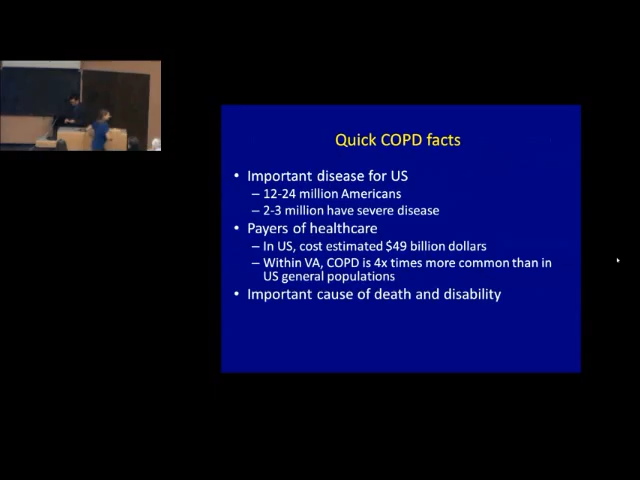 Quick COPD facts
• Important disease for US
– 12-24 million Americans
– 2-3 million have severe disease
• Payers of healthcare
– In US, cost estimated $49 billion dollars
– Within VA, COPD is 4x times more common than in
US general populations
• Important cause of death and disability